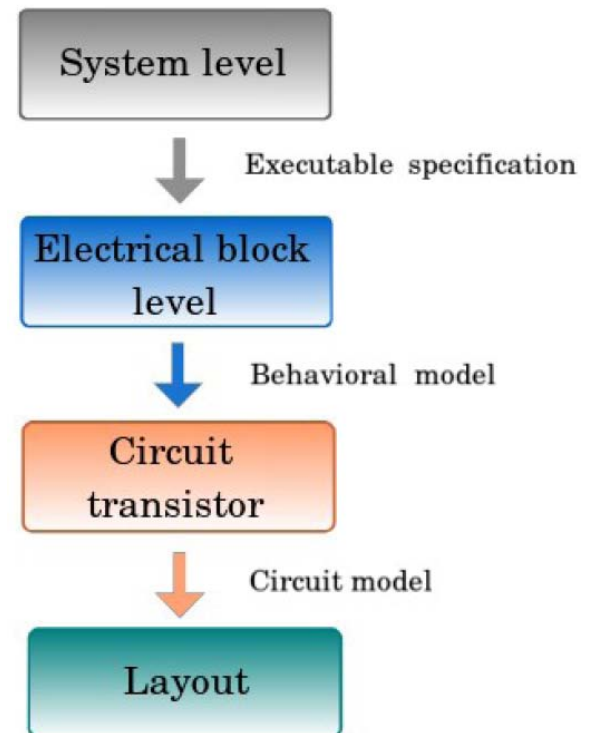 System level
Executable specification
Electrical block
level
Behavioral model
Circuit
transistor
Circuit model
Layout